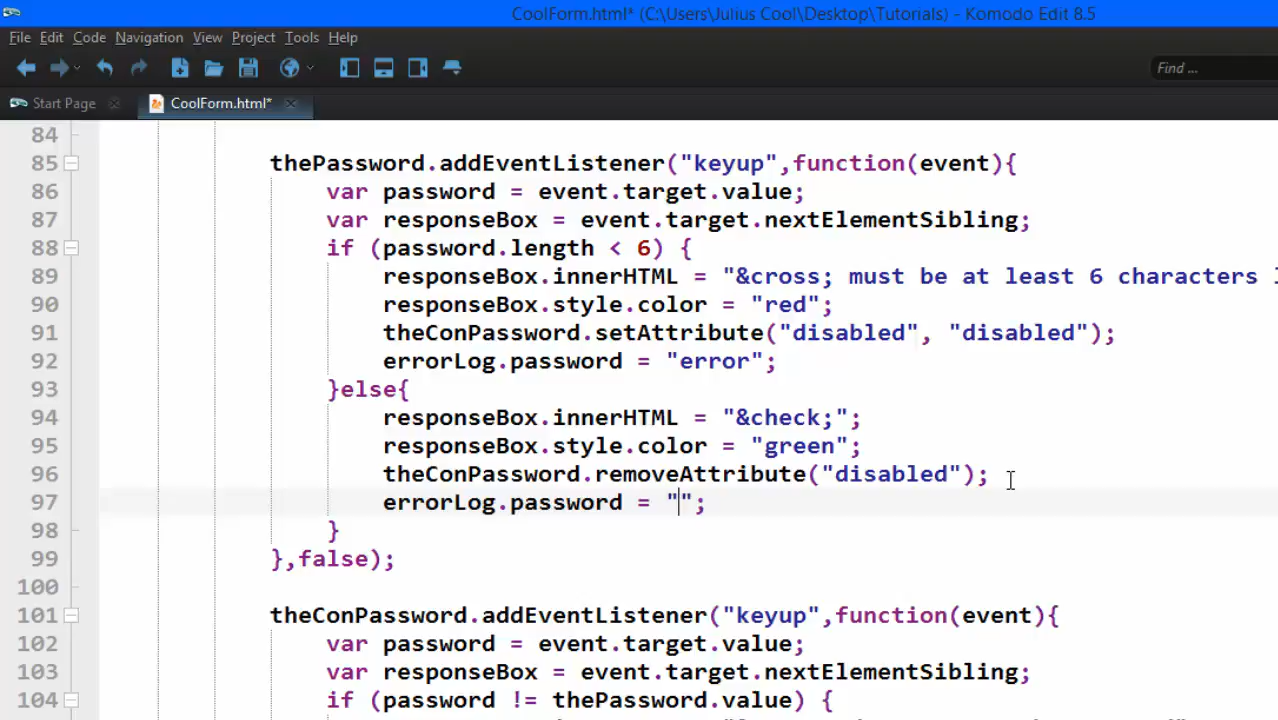 CoolForm.html* (C:\Users\Julius Cool\Desktop\Tutorials) - Komodo Edit 8.5
File Edit Code Navigation View Project Tools Help
Find ...
Start Page CoolForm.html*
84
85 thePassword.addEventListener("keyup",function(event){
86 var password = event.target.value;
87 var responseBox = event.target.nextElementSibling;
88 if (password.length < 6) {
89 responseBox.innerHTML = "&cross; must be at least 6 characters
90 responseBox.style.color = "red";
91 theConPassword.setAttribute("disabled", "disabled");
92 errorLog.password = "error";
93 }else{
94 responseBox.innerHTML = "&check;";
95 responseBox.style.color = "green";
96 theConPassword.removeAttribute("disabled");
97 errorLog.password = "";
98 }
99 },false);
100
101 theConPassword.addEventListener("keyup",function(event){
102 var password = event.target.value;
103 var responseBox = event.target.nextElementSibling;
104 if (password != thePassword.value) {